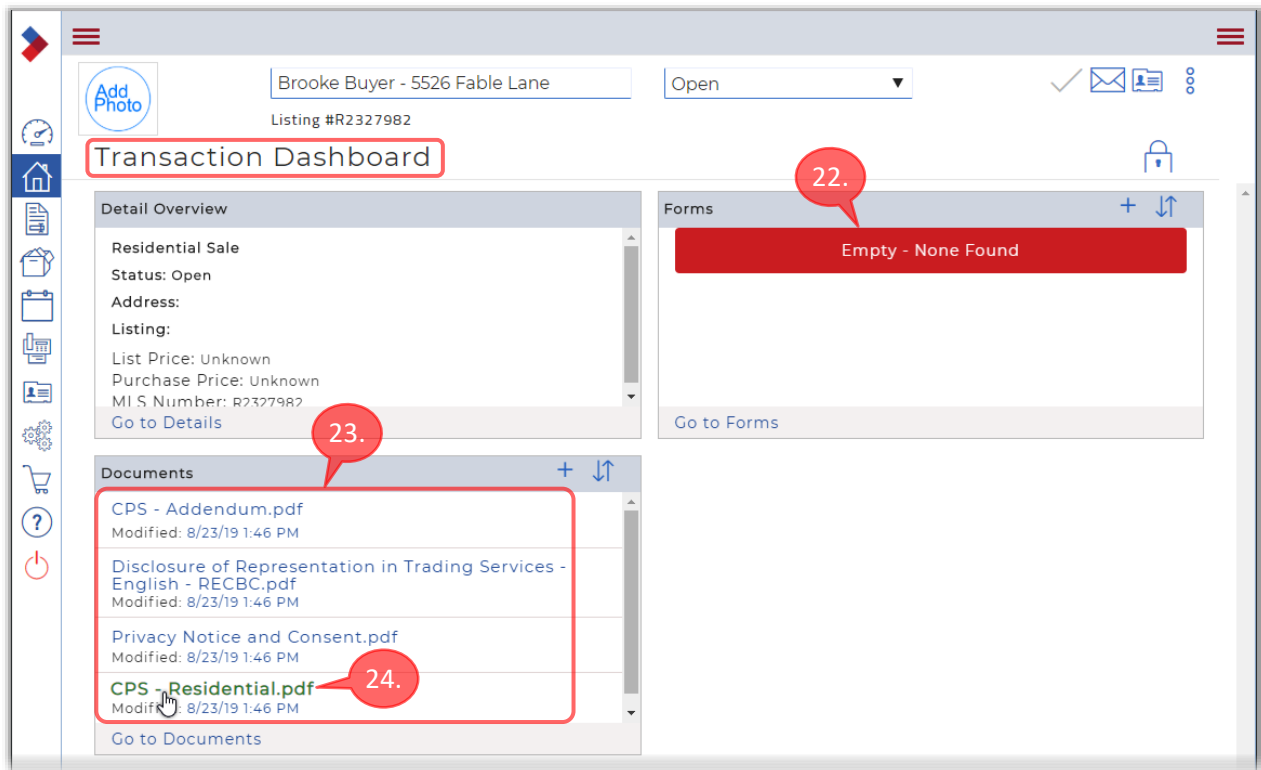 Add
Photo
Brooke Buyer - 5526 Fable Lane
Open
Listing #R2327982
Transaction Dashboard
22.
Detail Overview
Residential Sale
Status: Open
Address:
Listing:
List Price: Unknown
Purchase Price: Unknown
MLS Number: R2327982
Go to Details
Forms
Empty - None Found
Go to Forms
23.
Documents
CPS - Addendum.pdf
Modified: 8/23/19 1:46 PM
Disclosure of Representation in Trading Services -
English - RECBC.pdf
Modified: 8/23/19 1:46 PM
Privacy Notice and Consent.pdf
Modified: 8/23/19 1:46 PM
CPS - Residential.pdf
24.
Modified: 8/23/19 1:46 PM
Go to Documents
?